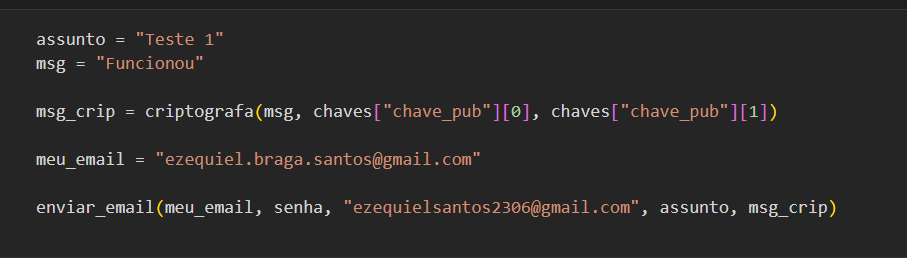 assunto = "Teste 1"
msg = "Funcionou"
msg_crip = criptografa(msg, chaves["chave_pub"][0], chaves["chave_pub"][1])
meu_email = "ezequiel.braga.santos@gmail.com"
enviar_email(meu_email, senha, "ezequielsantos2306@gmail.com", assunto, msg_crip)